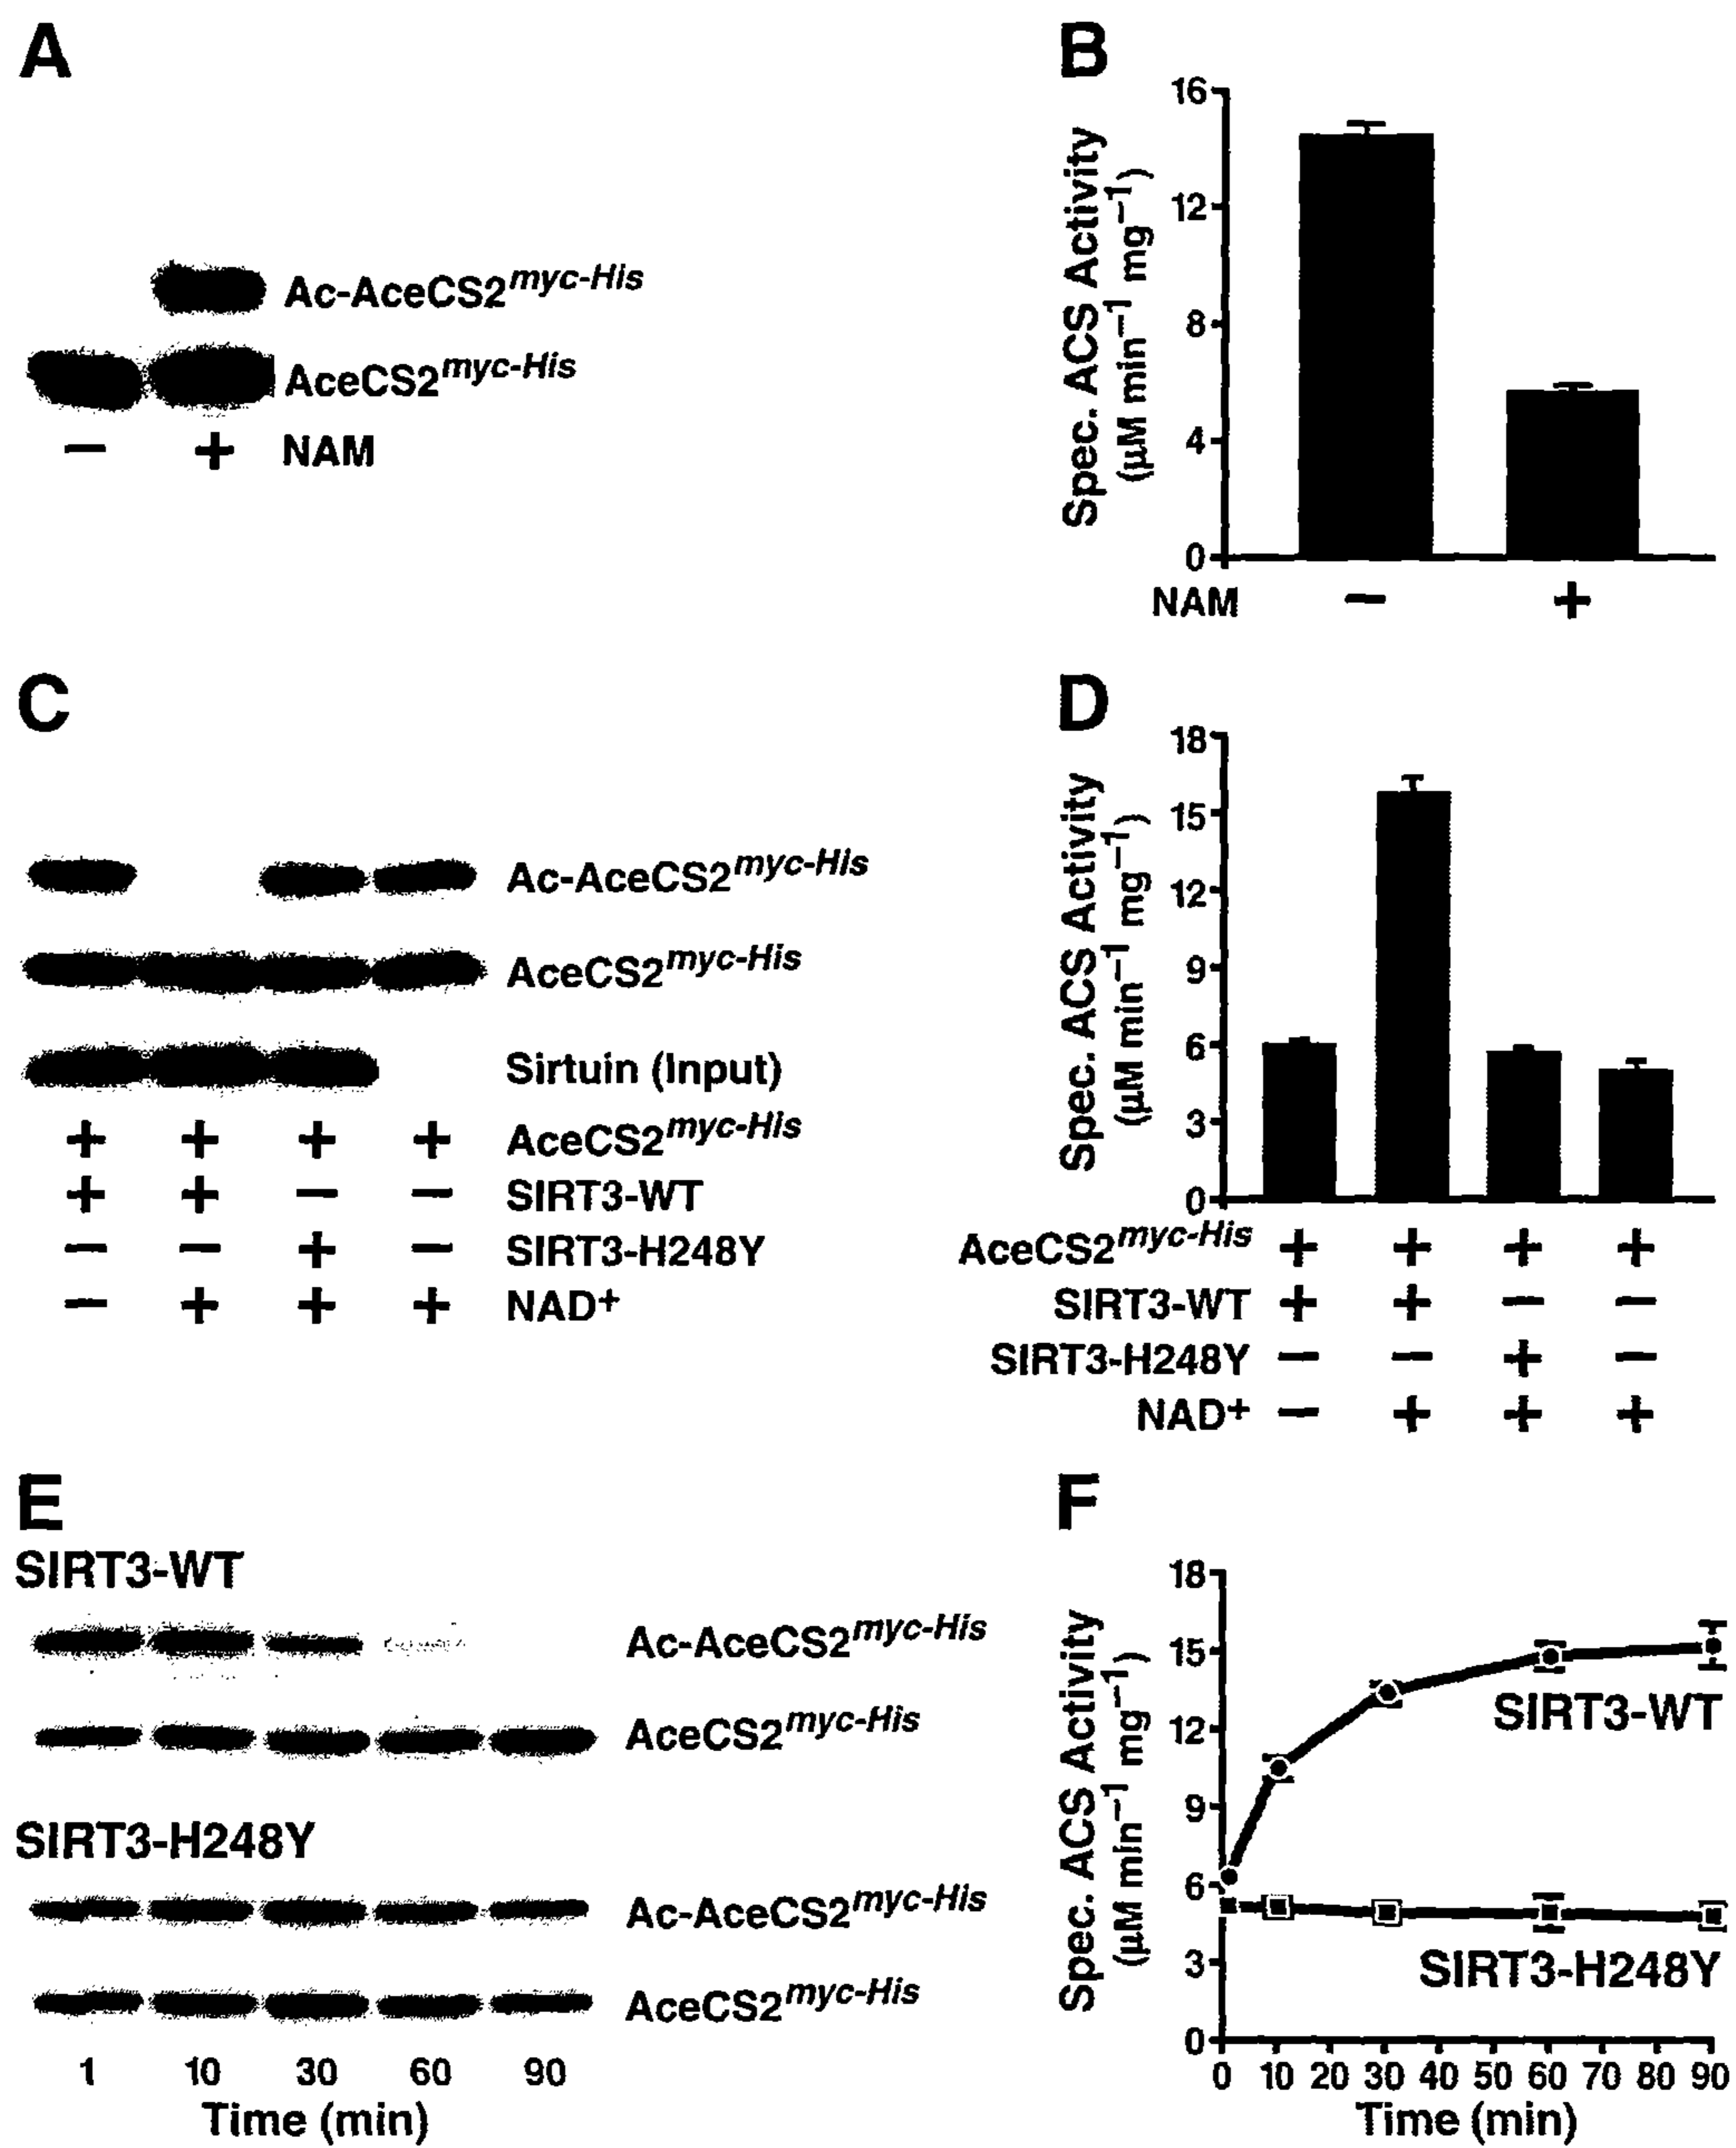 A
Ac-AceCS2myc-His
AceCS2myc-His
− + NAM
B
Spec. ACS Activity
(µM min−1 mg−1)
16
12
8
4
0
NAM − +
C
Ac-AceCS2myc-His
AceCS2myc-His
Sirtuin (Input)
+ + + + AceCS2myc-His
+ + − − SIRT3-WT
− − + − SIRT3-H248Y
− + + + NAD+
D
Spec. ACS Activity
(µM min−1 mg−1)
18
15
12
9
6
3
0
AceCS2myc-His + + + +
SIRT3-WT + + − −
SIRT3-H248Y − − + −
NAD+ − + + +
E
SIRT3-WT
Ac-AceCS2myc-His
AceCS2myc-His
SIRT3-H248Y
Ac-AceCS2myc-His
AceCS2myc-His
1 10 30 60 90
Time (min)
F
Spec. ACS Activity
(µM min−1 mg−1)
18
15
12
9
6
3
0
SIRT3-WT
SIRT3-H248Y
0 10 20 30 40 50 60 70 80 90
Time (min)